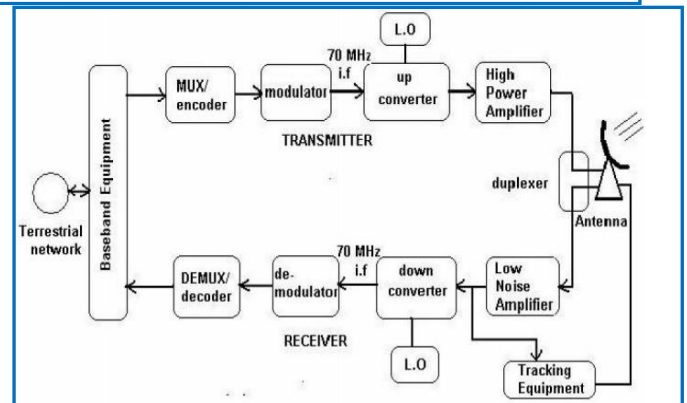 L.O
70 MHz
i.f
MUX/
encoder
modulator
up
converter
High
Power
Amplifier
TRANSMITTER
Baseband Equipment
duplexer
Antenna
Terrestrial
network
DEMUX/
decoder
de-
modulator
70 MHz
i.f
down
converter
Low
Noise
Amplifier
RECEIVER
L.O
Tracking
Equipment